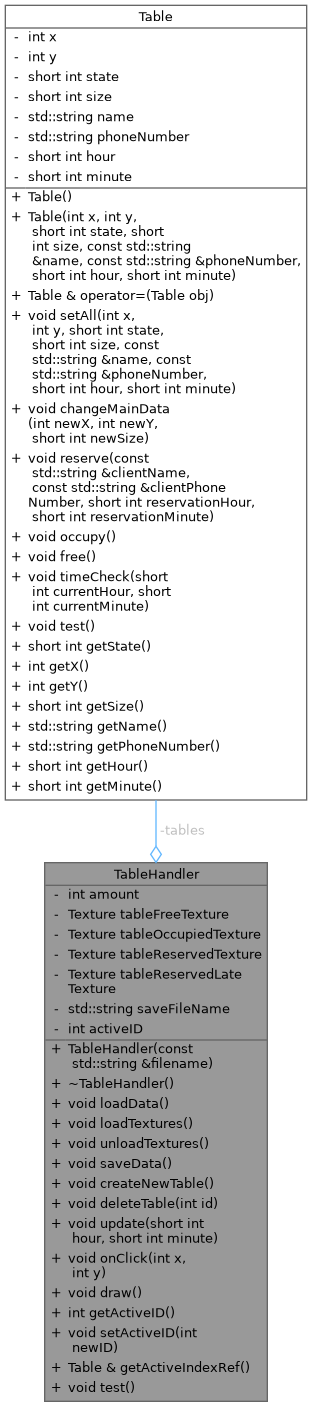 Table
- int x
- int y
- short int state
- short int size
- std::string name
- std::string phoneNumber
- short int hour
- short int minute
+ Table()
+ Table(int x, int y,
short int state, short
int size, const std::string
&name, const std::string &phoneNumber,
short int hour, short int minute)
+ Table & operator=(Table obj)
+ void setAll(int x,
int y, short int state,
short int size, const
std::string &name, const
std::string &phoneNumber,
short int hour, short int minute)
+ void changeMainData
(int newX, int newY,
short int newSize)
+ void reserve(const
std::string &clientName,
const std::string &clientPhone
Number, short int reservationHour,
short int reservationMinute)
+ void occupy()
+ void free()
+ void timeCheck(short
int currentHour, short
int currentMinute)
+ void test()
+ short int getState()
+ int getX()
+ int getY()
+ short int getSize()
+ std::string getName()
+ std::string getPhoneNumber()
+ short int getHour()
+ short int getMinute()
-tables
TableHandler
- int amount
- Texture tableFreeTexture
- Texture tableOccupiedTexture
- Texture tableReservedTexture
- Texture tableReservedLate
Texture
- std::string saveFileName
- int activeID
+ TableHandler(const
std::string &filename)
+ ~TableHandler()
+ void loadData()
+ void loadTextures()
+ void unloadTextures()
+ void saveData()
+ void createNewTable()
+ void deleteTable(int id)
+ void update(short int
hour, short int minute)
+ void onClick(int x,
int y)
+ void draw()
+ int getActiveID()
+ void setActiveID(int
newID)
+ Table & getActiveIndexRef()
+ void test()